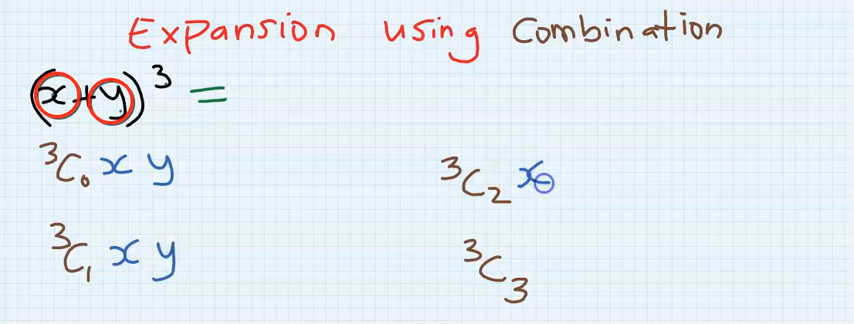 Expansion using Combination
(x+y)³ =
³C₀ x y
³C₂ x
³C₁ x y
³C₃